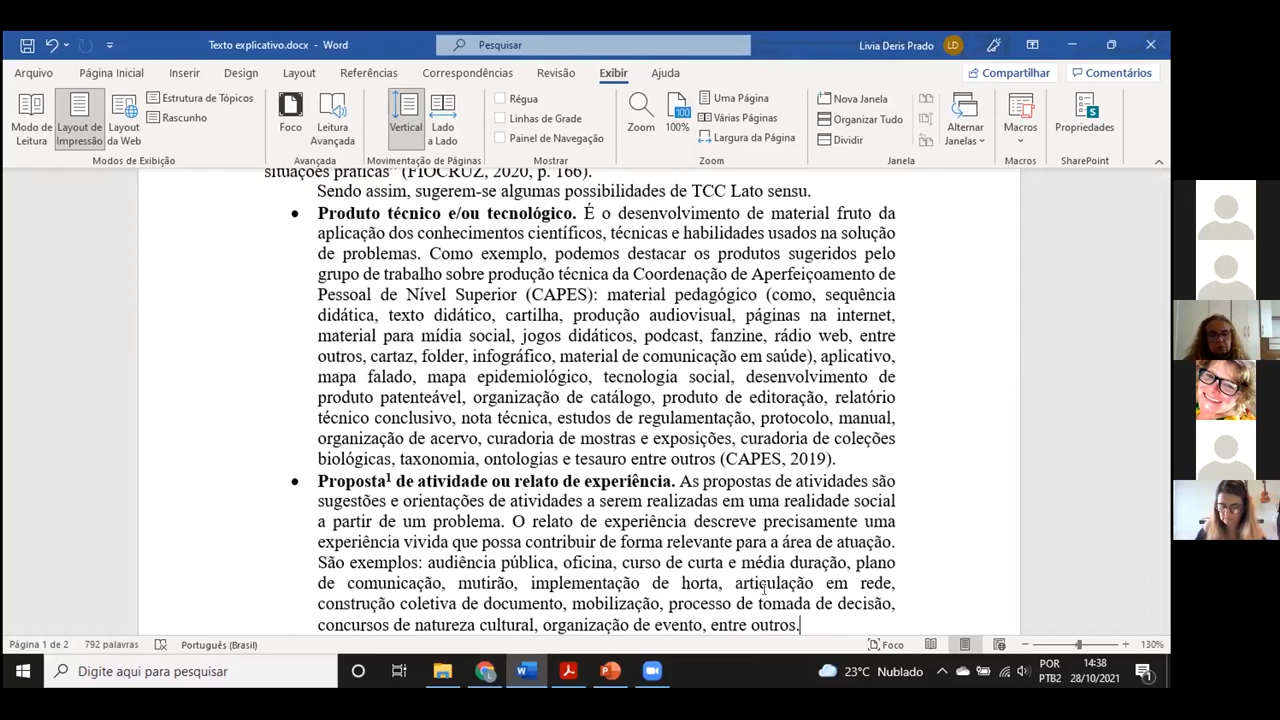 Texto explicativo.docx - Word
Pesquisar
Livia Deris Prado
LD
Arquivo Página Inicial Inserir Design Layout Referências Correspondências Revisão Exibir Ajuda
Compartilhar Comentários
Modo de Leitura
Layout de Impressão
Layout da Web
Estrutura de Tópicos
Rascunho
Modos de Exibição
Foco
Leitura Avançada
Avançada
Vertical
Lado a Lado
Movimentação de Páginas
Régua
Linhas de Grade
Painel de Navegação
Mostrar
Zoom
100
100%
Uma Página
Várias Páginas
Largura da Página
Zoom
Nova Janela
Organizar Tudo
Dividir
Alternar Janelas
Janela
Macros
Macros
Propriedades
SharePoint
situações práticas” (FIOCRUZ, 2020, p. 166).
Sendo assim, sugerem-se algumas possibilidades de TCC Lato sensu.
• Produto técnico e/ou tecnológico. É o desenvolvimento de material fruto da
aplicação dos conhecimentos científicos, técnicas e habilidades usados na solução
de problemas. Como exemplo, podemos destacar os produtos sugeridos pelo
grupo de trabalho sobre produção técnica da Coordenação de Aperfeiçoamento de
Pessoal de Nível Superior (CAPES): material pedagógico (como, sequência
didática, texto didático, cartilha, produção audiovisual, páginas na internet,
material para mídia social, jogos didáticos, podcast, fanzine, rádio web, entre
outros, cartaz, folder, infográfico, material de comunicação em saúde), aplicativo,
mapa falado, mapa epidemiológico, tecnologia social, desenvolvimento de
produto patenteável, organização de catálogo, produto de editoração, relatório
técnico conclusivo, nota técnica, estudos de regulamentação, protocolo, manual,
organização de acervo, curadoria de mostras e exposições, curadoria de coleções
biológicas, taxonomia, ontologias e tesauro entre outros (CAPES, 2019).
• Proposta¹ de atividade ou relato de experiência. As propostas de atividades são
sugestões e orientações de atividades a serem realizadas em uma realidade social
a partir de um problema. O relato de experiência descreve precisamente uma
experiência vivida que possa contribuir de forma relevante para a área de atuação.
São exemplos: audiência pública, oficina, curso de curta e média duração, plano
de comunicação, mutirão, implementação de horta, articulação em rede,
construção coletiva de documento, mobilização, processo de tomada de decisão,
concursos de natureza cultural, organização de evento, entre outros.
Página 1 de 2 792 palavras Português (Brasil) Foco 130%
Digite aqui para pesquisar
23°C Nublado
POR
PTB2
14:38
28/10/2021
1